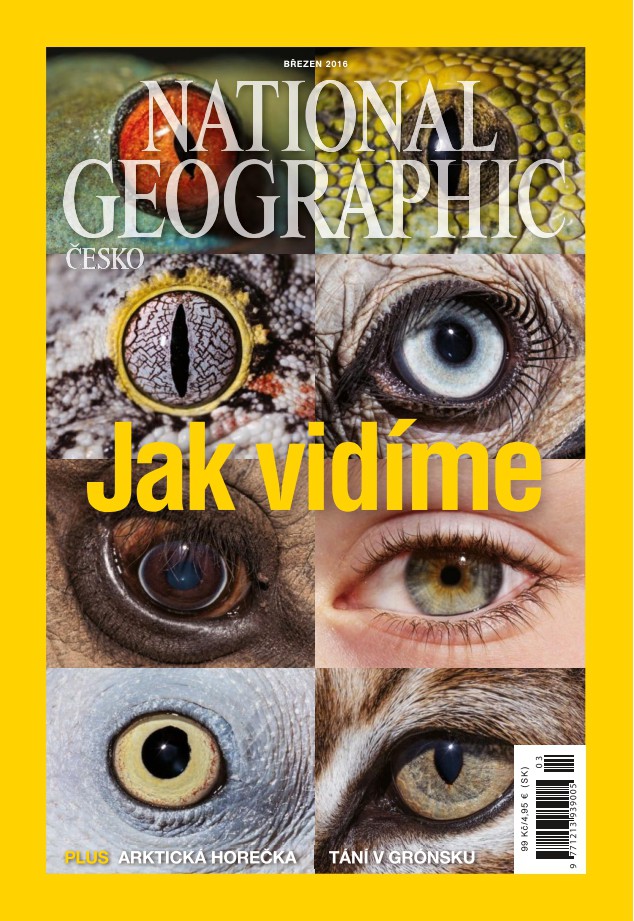 BŘEZEN 2016
NATIONAL
GEOGRAPHIC
ČESKO
Jak vidíme
PLUS ARKTICKÁ HOREČKA
TÁNÍ V GRÓNSKU
99 Kč/4,95 € (SK)
03
9 771213 939005